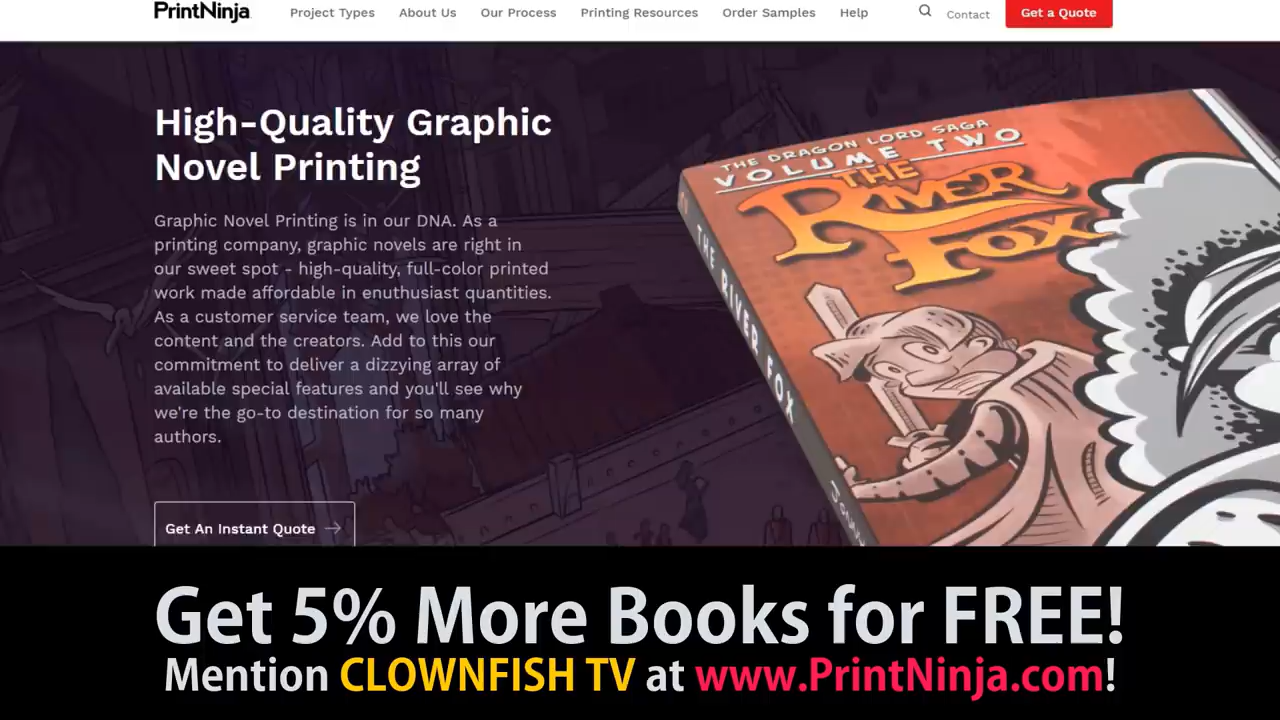 PrintNinja
Project Types About Us Our Process Printing Resources Order Samples Help Contact Get a Quote
High-Quality Graphic
Novel Printing
Graphic Novel Printing is in our DNA. As a
printing company, graphic novels are right in
our sweet spot - high-quality, full-color printed
work made affordable in enuthusiast quantities.
As a customer service team, we love the
content and the creators. Add to this our
commitment to deliver a dizzying array of
available special features and you'll see why
we're the go-to destination for so many
authors.
Get An Instant Quote
THE DRAGON LORD SAGA
VOLUME TWO
THE
RIVER
FOX
THE RIVER FOX
Get 5% More Books for FREE!
Mention CLOWNFISH TV at www.PrintNinja.com!